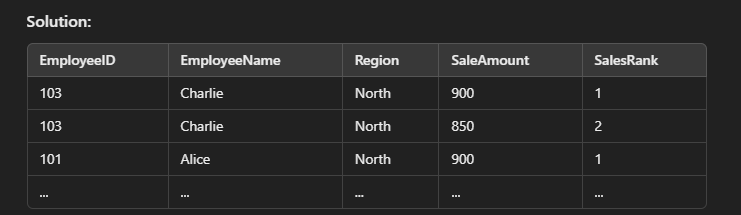 Solution:
EmployeeID EmployeeName Region SaleAmount SalesRank
103 Charlie North 900 1
103 Charlie North 850 2
101 Alice North 900 1
... ... ... ... ...